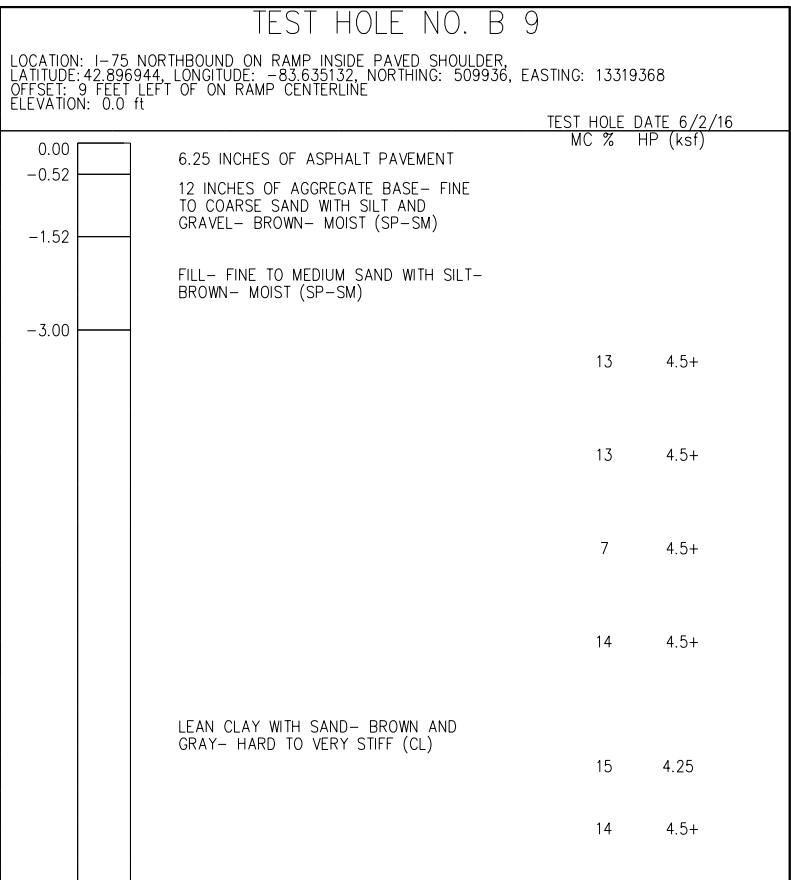 TEST HOLE NO. B 9
LOCATION: I-75 NORTHBOUND ON RAMP INSIDE PAVED SHOULDER,
LATITUDE: 42.896944, LONGITUDE: -83.635132, NORTHING: 509936, EASTING: 13319368
OFFSET: 9 FEET LEFT OF ON RAMP CENTERLINE
ELEVATION: 0.0 ft
TEST HOLE DATE 6/2/16
MC % HP (ksf)
0.00
6.25 INCHES OF ASPHALT PAVEMENT
-0.52
12 INCHES OF AGGREGATE BASE- FINE
TO COARSE SAND WITH SILT AND
GRAVEL- BROWN- MOIST (SP-SM)
-1.52
FILL- FINE TO MEDIUM SAND WITH SILT-
BROWN- MOIST (SP-SM)
-3.00
13 4.5+
13 4.5+
7 4.5+
14 4.5+
LEAN CLAY WITH SAND- BROWN AND
GRAY- HARD TO VERY STIFF (CL)
15 4.25
14 4.5+